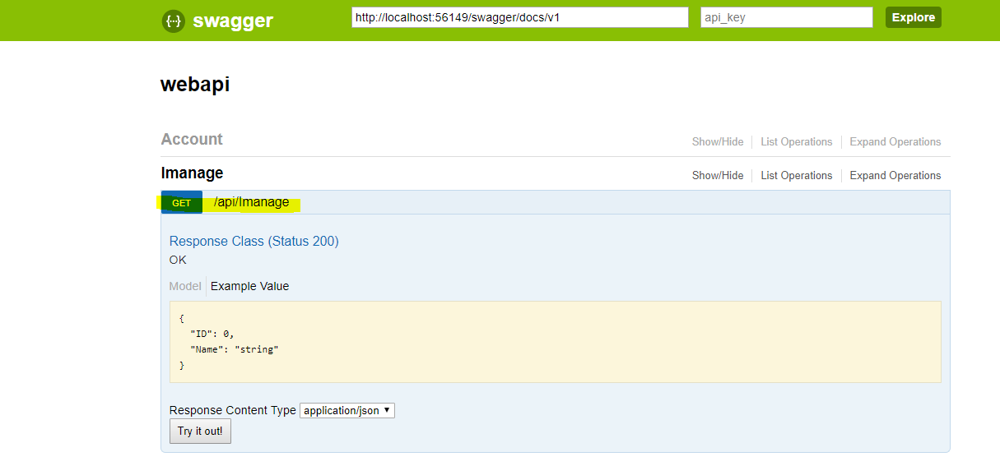 {···} swagger http://localhost:56149/swagger/docs/v1 api_key Explore
webapi
Account Show/Hide List Operations Expand Operations
Imanage Show/Hide List Operations Expand Operations
GET /api/Imanage
Response Class (Status 200)
OK
Model Example Value
{
"ID": 0,
"Name": "string"
}
Response Content Type application/json
Try it out!